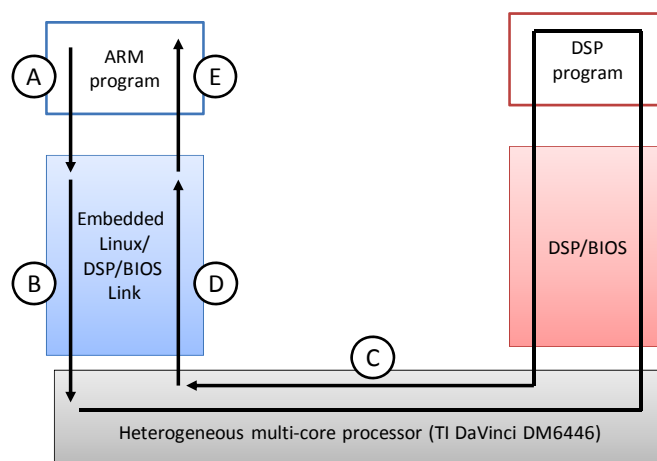 A
ARM
program
E
DSP
program
Embedded
Linux/
DSP/BIOS
Link
B
D
DSP/BIOS
C
Heterogeneous multi-core processor (TI DaVinci DM6446)